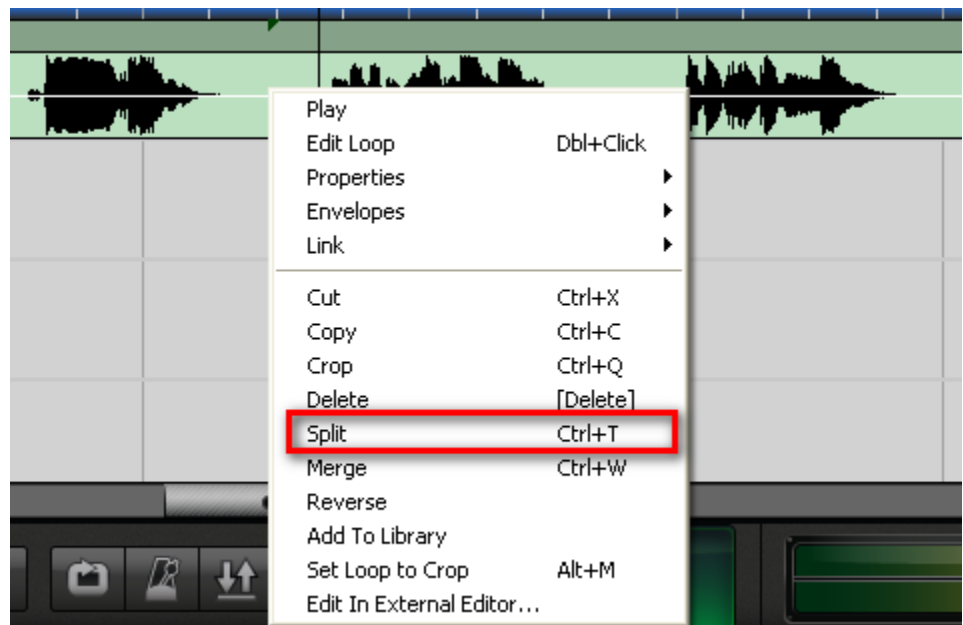 Play
Edit Loop Dbl+Click
Properties
Envelopes
Link
Cut Ctrl+X
Copy Ctrl+C
Crop Ctrl+Q
Delete [Delete]
Split Ctrl+T
Merge Ctrl+W
Reverse
Add To Library
Set Loop to Crop Alt+M
Edit In External Editor...